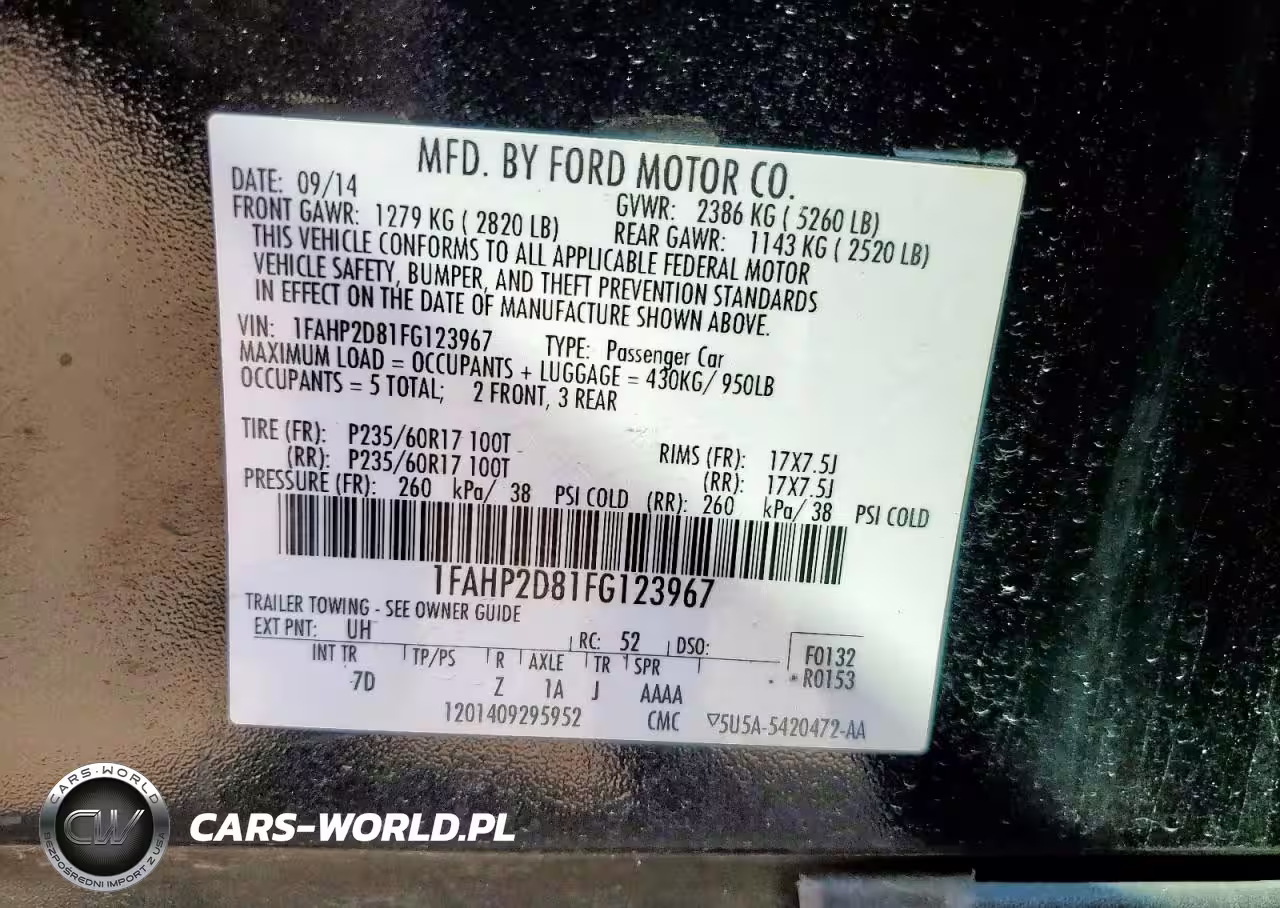 MFD. BY FORD MOTOR CO.
DATE: 09/14 GVWR: 2386 KG ( 5260 LB)
FRONT GAWR: 1279 KG ( 2820 LB) REAR GAWR: 1143 KG ( 2520 LB)
THIS VEHICLE CONFORMS TO ALL APPLICABLE FEDERAL MOTOR
VEHICLE SAFETY, BUMPER, AND THEFT PREVENTION STANDARDS
IN EFFECT ON THE DATE OF MANUFACTURE SHOWN ABOVE.
VIN: 1FAHP2D81FG123967 TYPE: Passenger Car
MAXIMUM LOAD = OCCUPANTS + LUGGAGE = 430KG/ 950LB
OCCUPANTS = 5 TOTAL; 2 FRONT, 3 REAR
TIRE (FR): P235/60R17 100T RIMS (FR): 17X7.5J
(RR): P235/60R17 100T (RR): 17X7.5J
PRESSURE (FR): 260 kPa/ 38 PSI COLD (RR): 260 kPa/ 38 PSI COLD
1FAHP2D81FG123967
TRAILER TOWING - SEE OWNER GUIDE
EXT PNT: UH RC: 52 DSO: F0132
INT TR TP/PS R AXLE TR SPR R0153
7D Z 1A J AAAA
1201409295952 CMC ▽5U5A-5420472-AA
CARS-WORLD
CW
BEZPOŚREDNI IMPORT Z USA
CARS-WORLD.PL